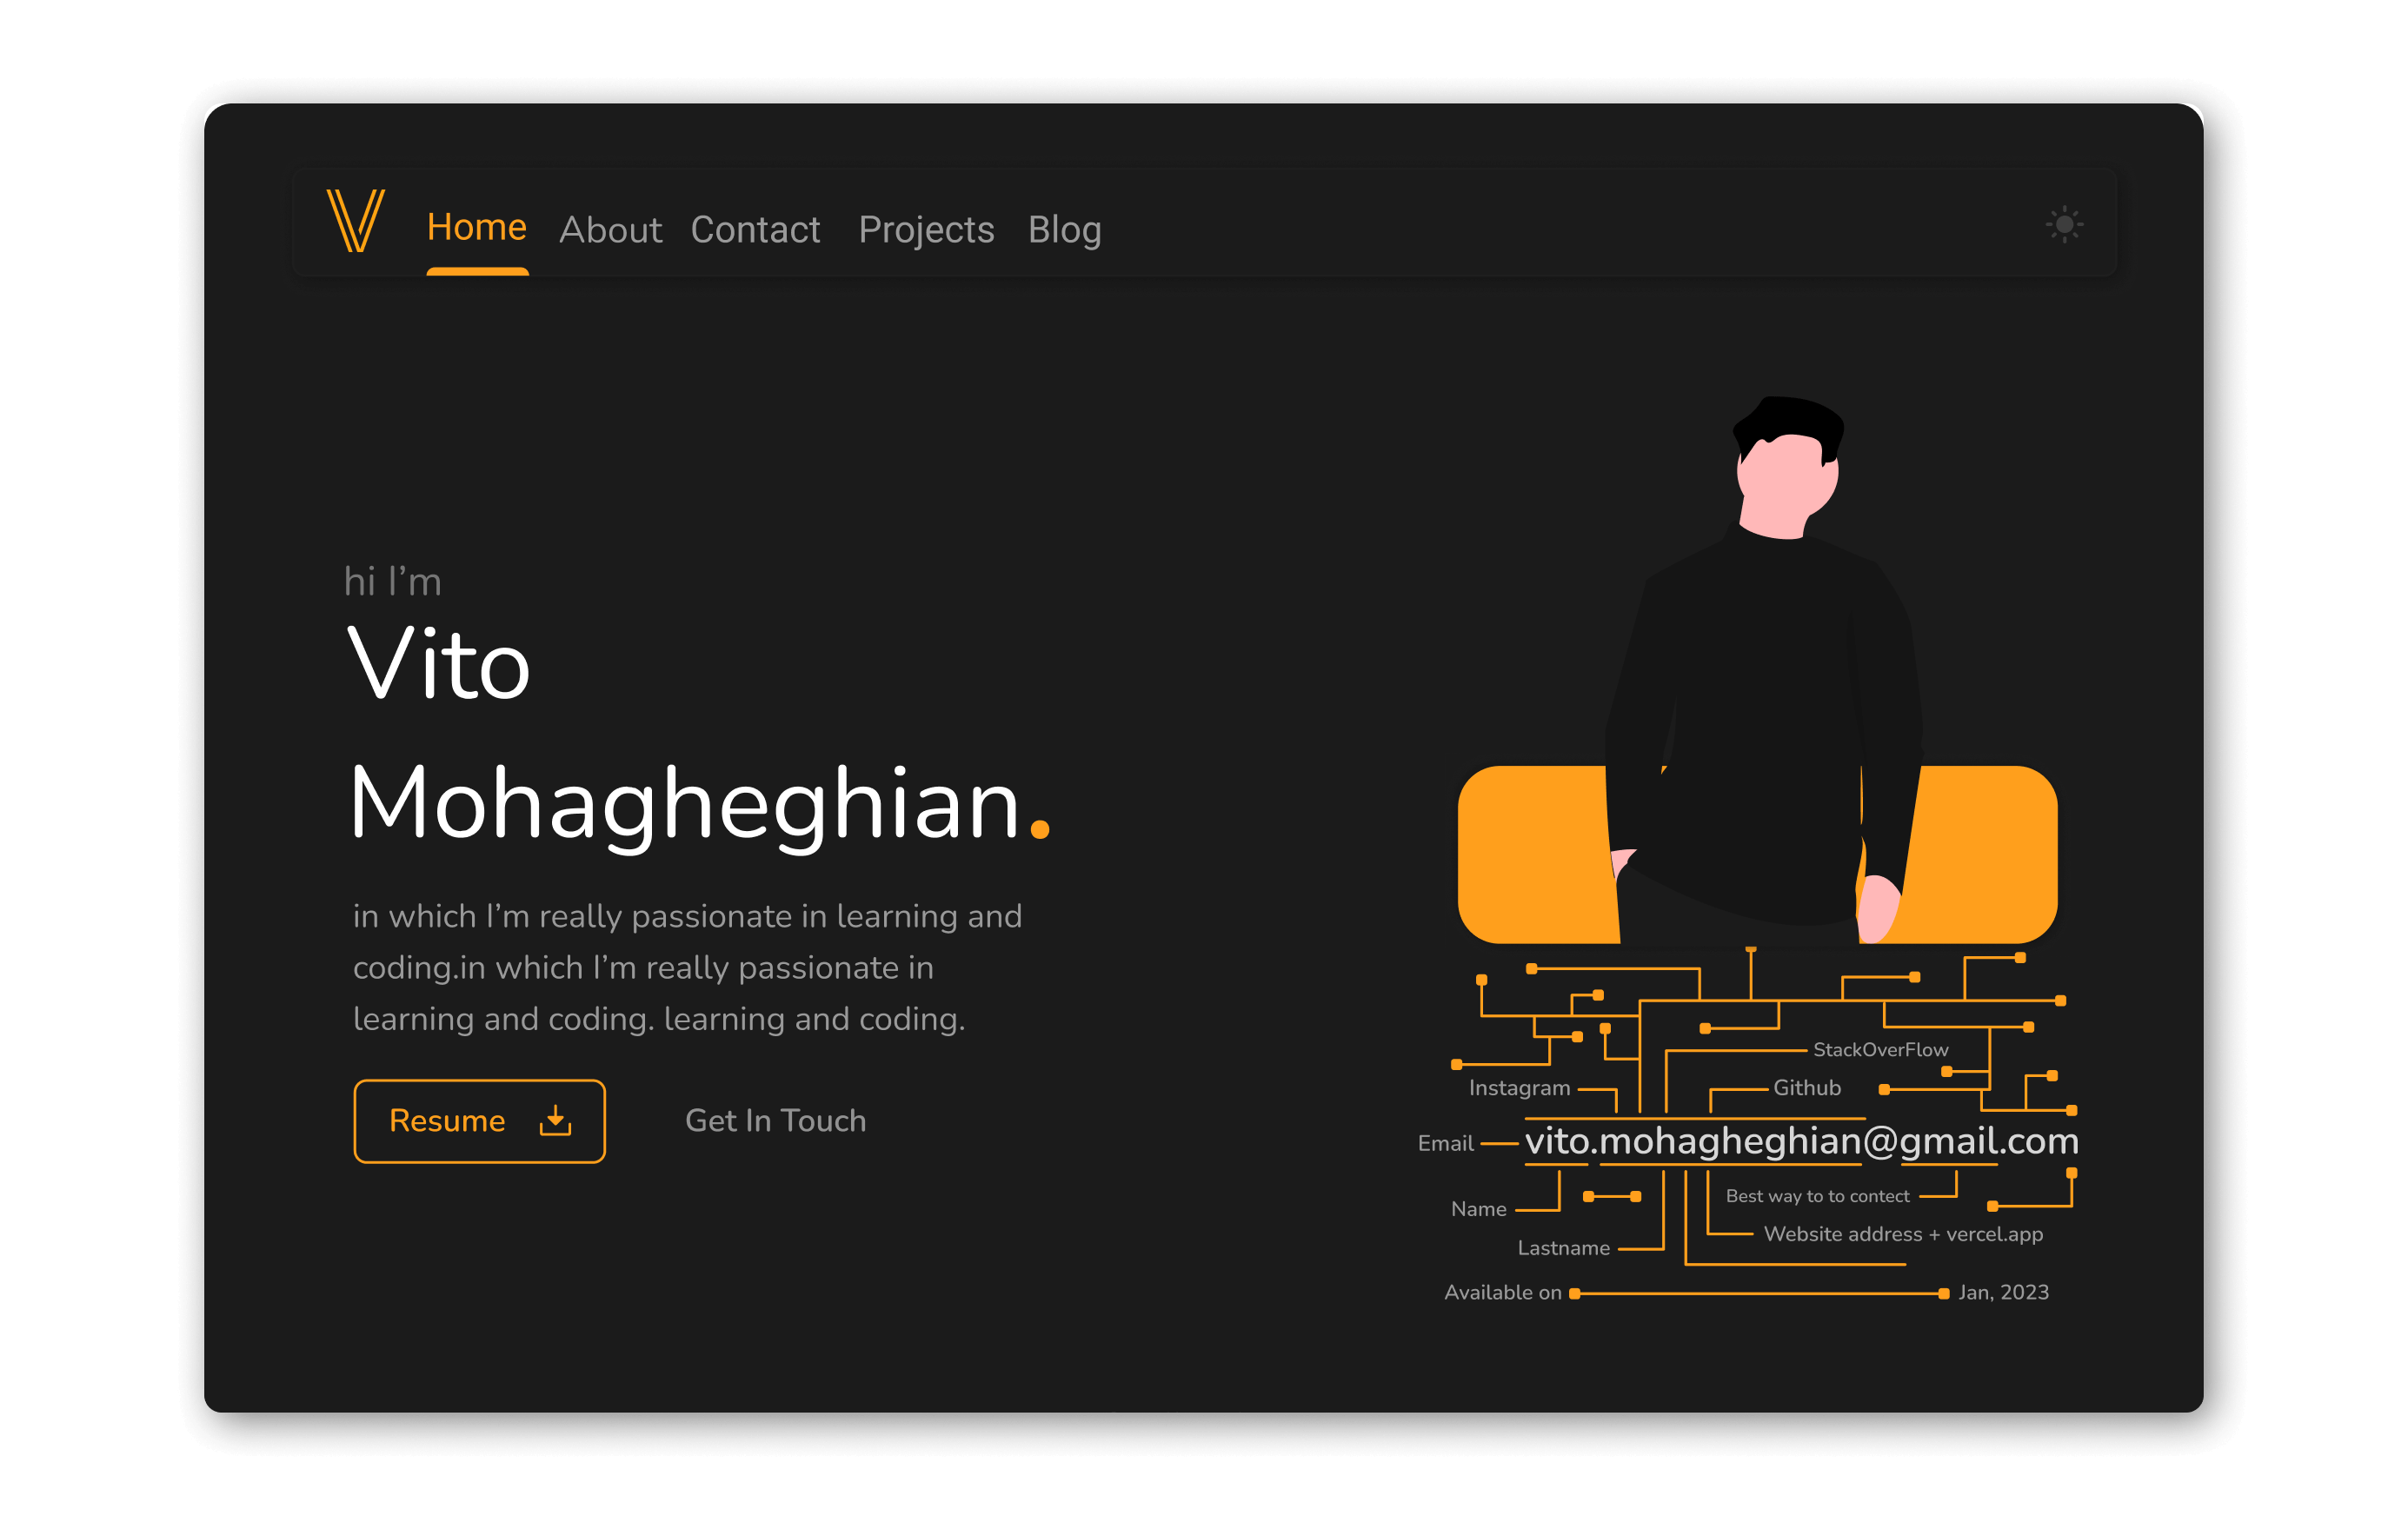 V
Home About Contact Projects Blog
hi I’m
Vito
Mohagheghian.
in which I’m really passionate in learning and
coding.in which I’m really passionate in
learning and coding. learning and coding.
Resume
Get In Touch
StackOverFlow
Instagram
Github
Email
vito.mohagheghian@gmail.com
Name
Best way to to contect
Website address + vercel.app
Lastname
Available on
Jan, 2023